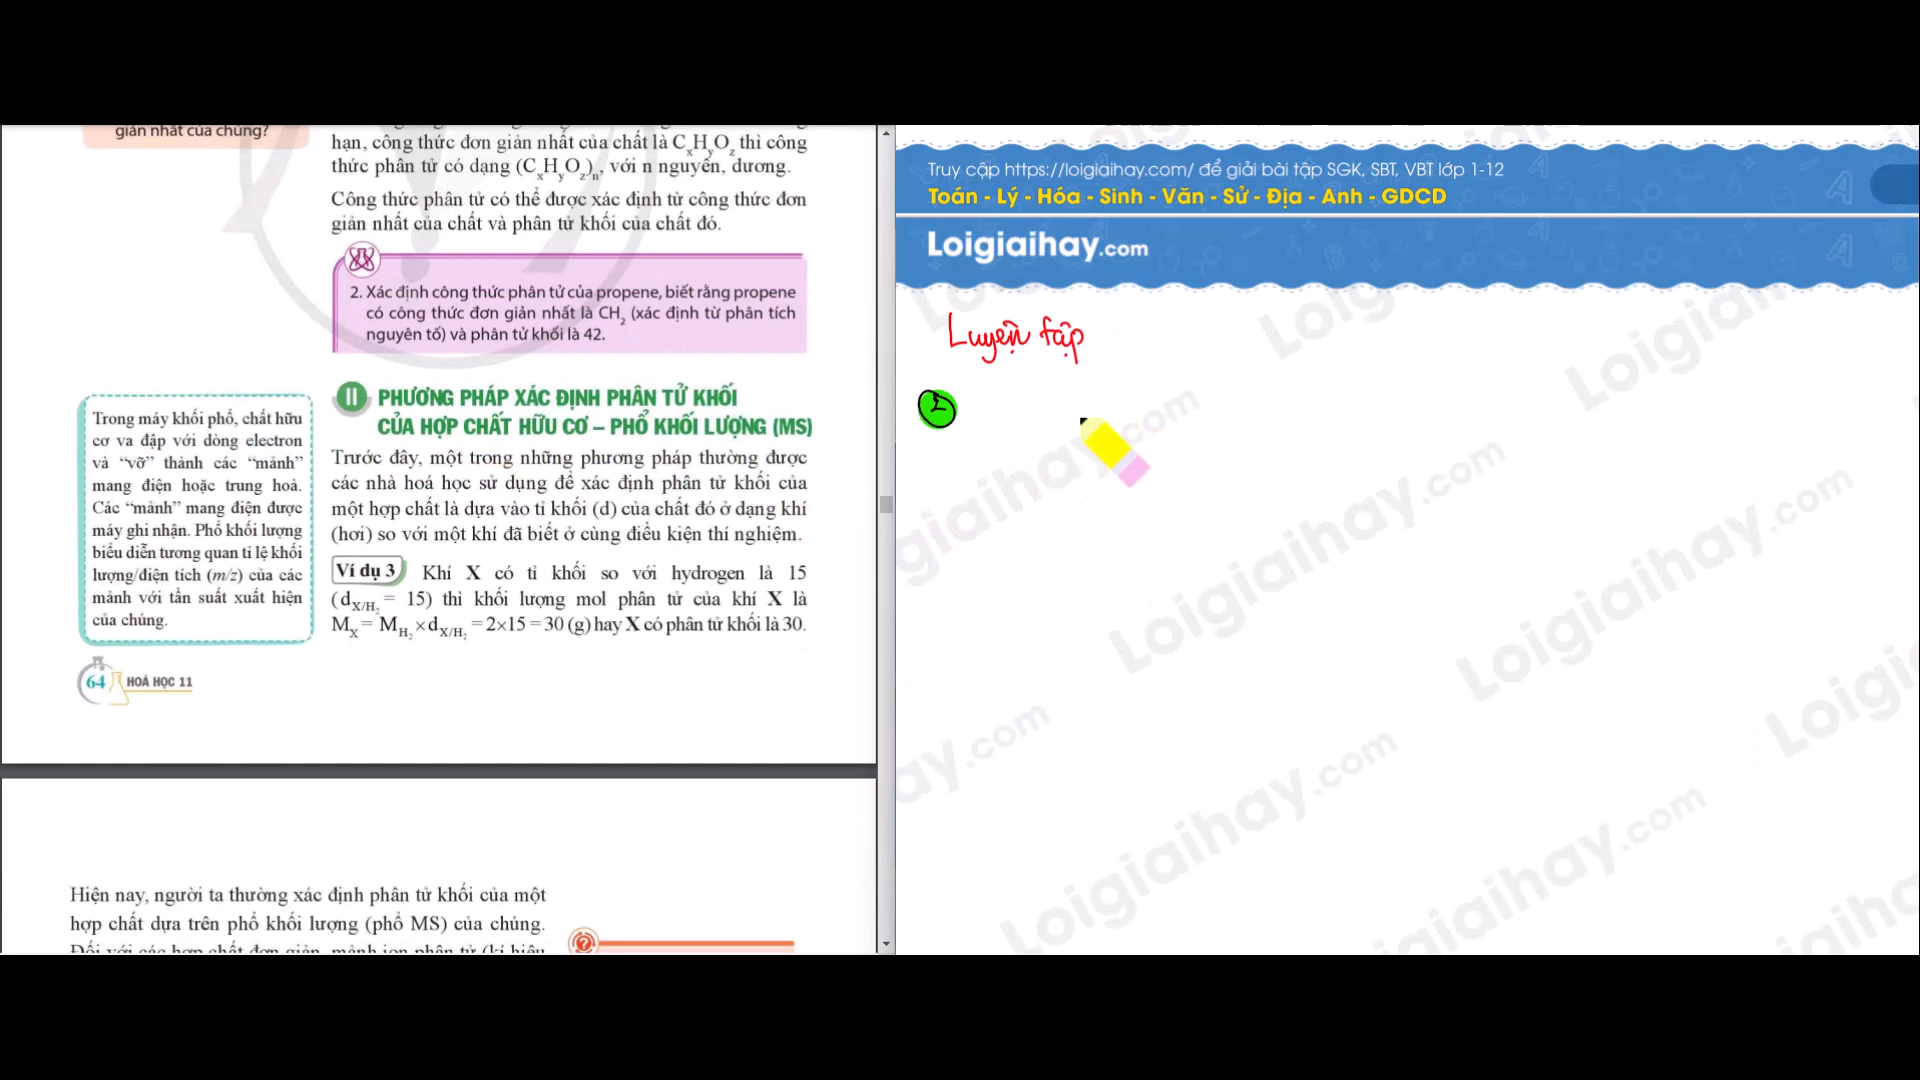 giản nhất của chúng?
hạn, công thức đơn giản nhất của chất là CxHyOz thì công
thức phân tử có dạng (CxHyOz)n, với n nguyên, dương.
Công thức phân tử có thể được xác định từ công thức đơn
giản nhất của chất và phân tử khối của chất đó.
2. Xác định công thức phân tử của propene, biết rằng propene
có công thức đơn giản nhất là CH2 (xác định từ phân tích
nguyên tố) và phân tử khối là 42.
II PHƯƠNG PHÁP XÁC ĐỊNH PHÂN TỬ KHỐI
CỦA HỢP CHẤT HỮU CƠ – PHỔ KHỐI LƯỢNG (MS)
Trước đây, một trong những phương pháp thường được
các nhà hoá học sử dụng để xác định phân tử khối của
một hợp chất là dựa vào tỉ khối (d) của chất đó ở dạng khí
(hơi) so với một khí đã biết ở cùng điều kiện thí nghiệm.
Ví dụ 3 Khí X có tỉ khối so với hydrogen là 15
(dX/H2 = 15) thì khối lượng mol phân tử của khí X là
MX = MH2 × dX/H2 = 2×15 = 30 (g) hay X có phân tử khối là 30.
Trong máy khối phổ, chất hữu
cơ va đập với dòng electron
và “vỡ” thành các “mảnh”
mang điện hoặc trung hoà.
Các “mảnh” mang điện được
máy ghi nhận. Phổ khối lượng
biểu diễn tương quan tỉ lệ khối
lượng/điện tích (m/z) của các
mảnh với tần suất xuất hiện
của chúng.
64 HOÁ HỌC 11
Hiện nay, người ta thường xác định phân tử khối của một
hợp chất dựa trên phổ khối lượng (phổ MS) của chúng.
Đối với các hợp chất đơn giản, mảnh ion phân tử (kí hiệu
Truy cập https://loigiaihay.com/ để giải bài tập SGK, SBT, VBT lớp 1-12
Toán - Lý - Hóa - Sinh - Văn - Sử - Địa - Anh - GDCD
Loigiaihay.com
Luyện tập